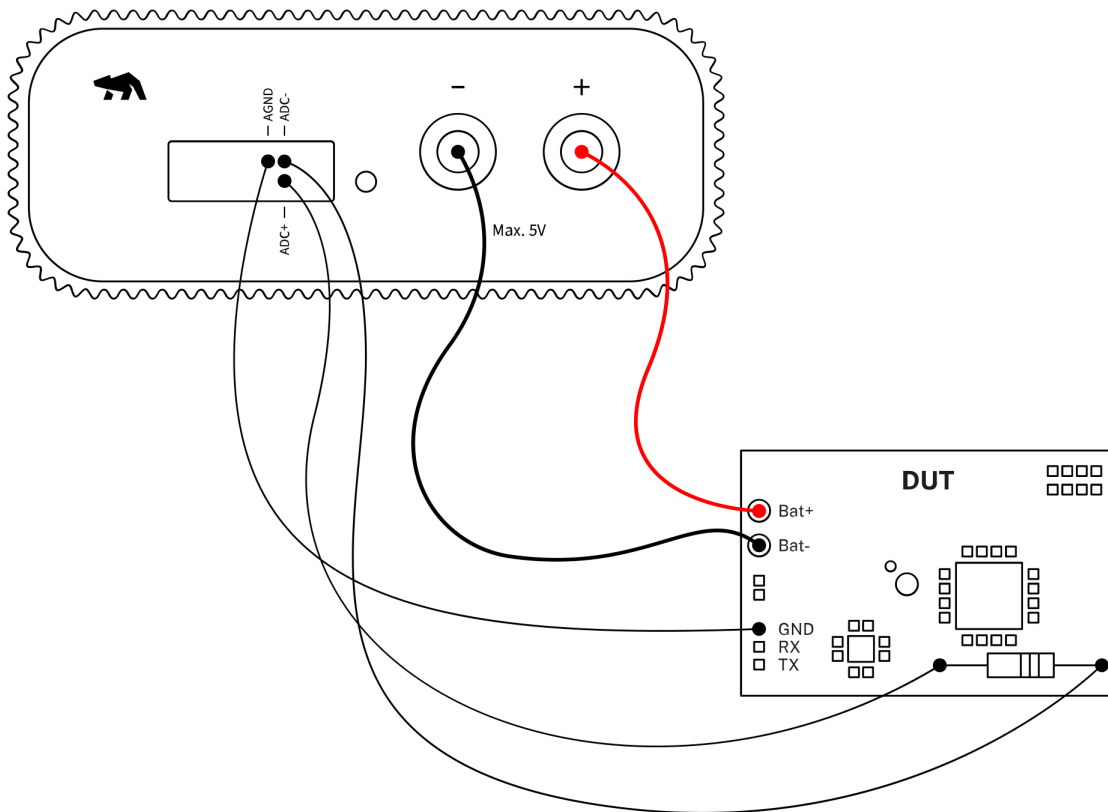 AGND
ADC-
−
+
ADC+
Max. 5V
DUT
Bat+
Bat-
GND
RX
TX